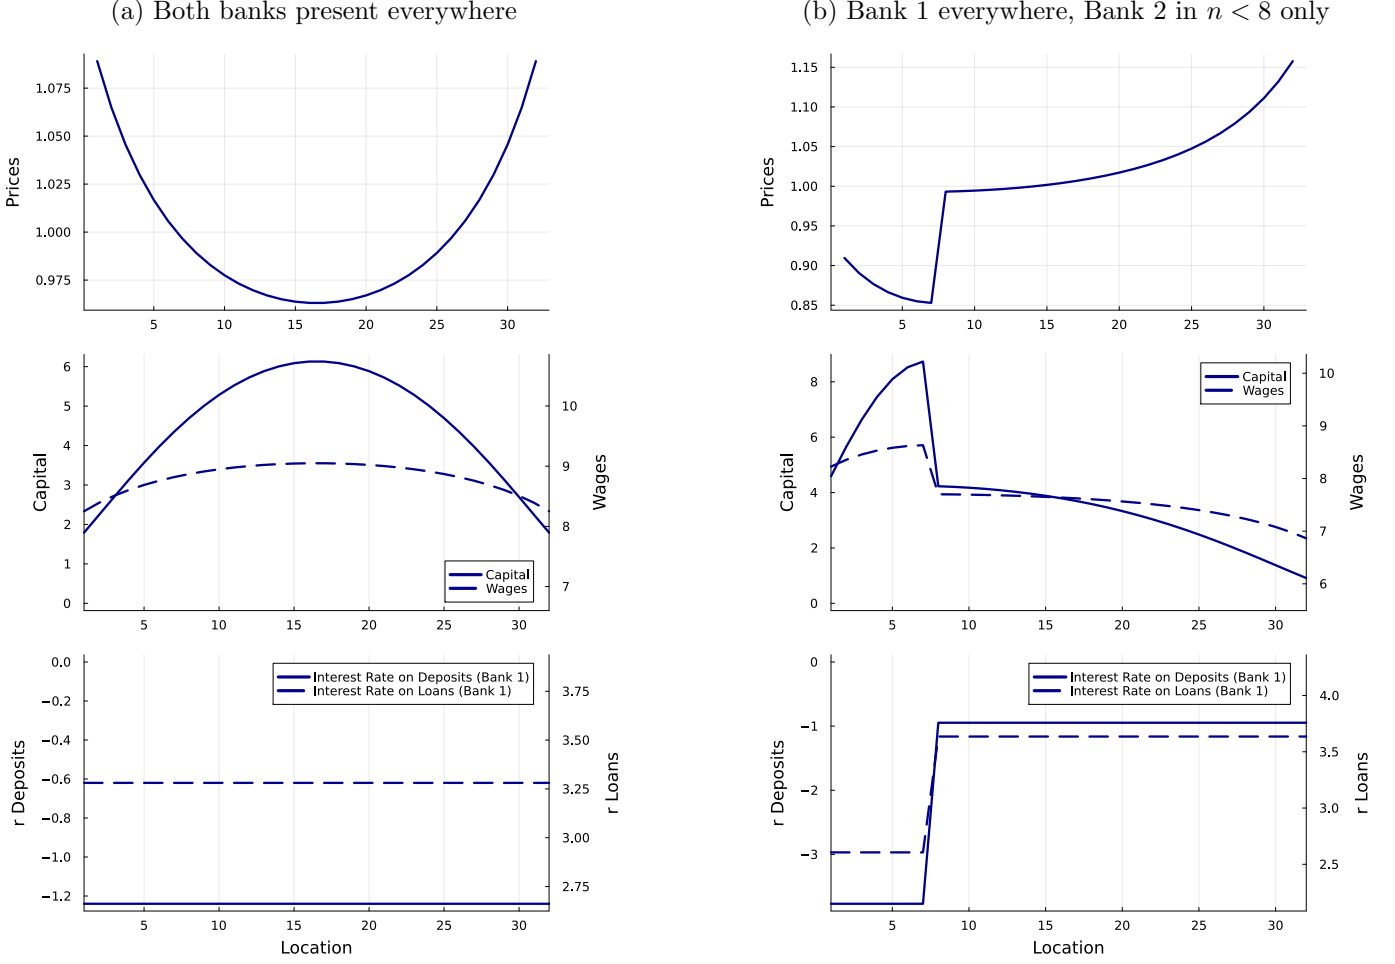 (a) Both banks present everywhere
1.075
1.050
1.025
1.000
0.975
Prices
5 10 15 20 25 30
6
5
4
3
2
1
0
Capital
10
9
8
7
Wages
Capital
Wages
5 10 15 20 25 30
0.0
−0.2
−0.4
−0.6
−0.8
−1.0
−1.2
r Deposits
Interest Rate on Deposits (Bank 1)
Interest Rate on Loans (Bank 1)
3.75
3.50
3.25
3.00
2.75
r Loans
5 10 15 20 25 30
Location
(b) Bank 1 everywhere, Bank 2 in n < 8 only
1.15
1.10
1.05
1.00
0.95
0.90
0.85
Prices
5 10 15 20 25 30
8
6
4
2
0
Capital
Capital
Wages
10
9
8
7
6
Wages
5 10 15 20 25 30
0
−1
−2
−3
r Deposits
Interest Rate on Deposits (Bank 1)
Interest Rate on Loans (Bank 1)
4.0
3.5
3.0
2.5
r Loans
5 10 15 20 25 30
Location